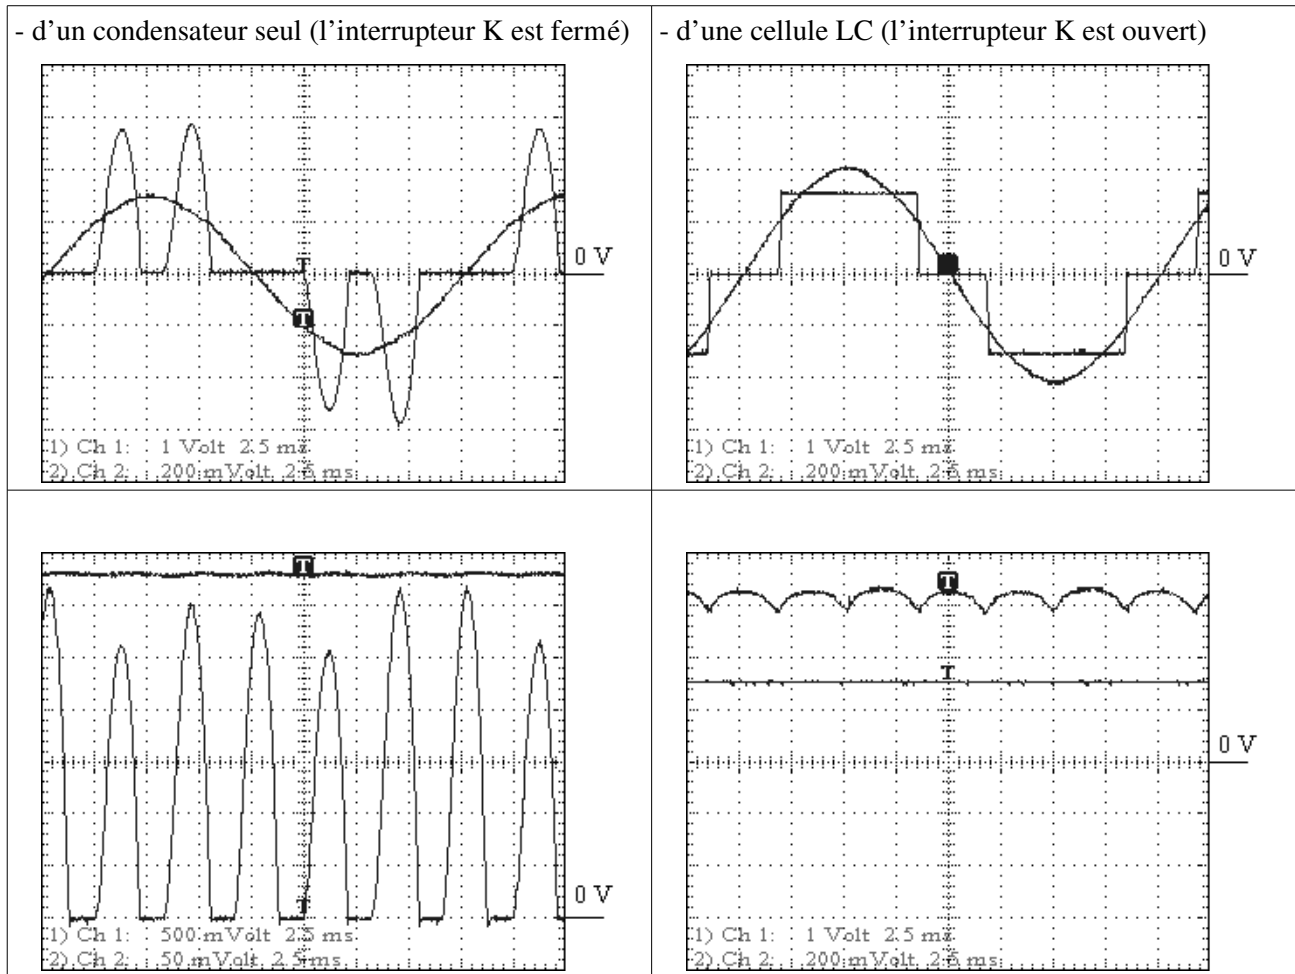 - d'un condensateur seul (l'interrupteur K est fermé)
- d'une cellule LC (l'interrupteur K est ouvert)
T
T
0 V
1) Ch 1: 1 Volt 2.5 ms
2) Ch 2: 200 mVolt 2.5 ms
0 V
1) Ch 1: 1 Volt 2.5 ms
2) Ch 2: 200 mVolt 2.5 ms
T
T
0 V
1) Ch 1: 500 mVolt 2.5 ms
2) Ch 2: 50 mVolt 2.5 ms
T
T
0 V
1) Ch 1: 1 Volt 2.5 ms
2) Ch 2: 200 mVolt 2.5 ms